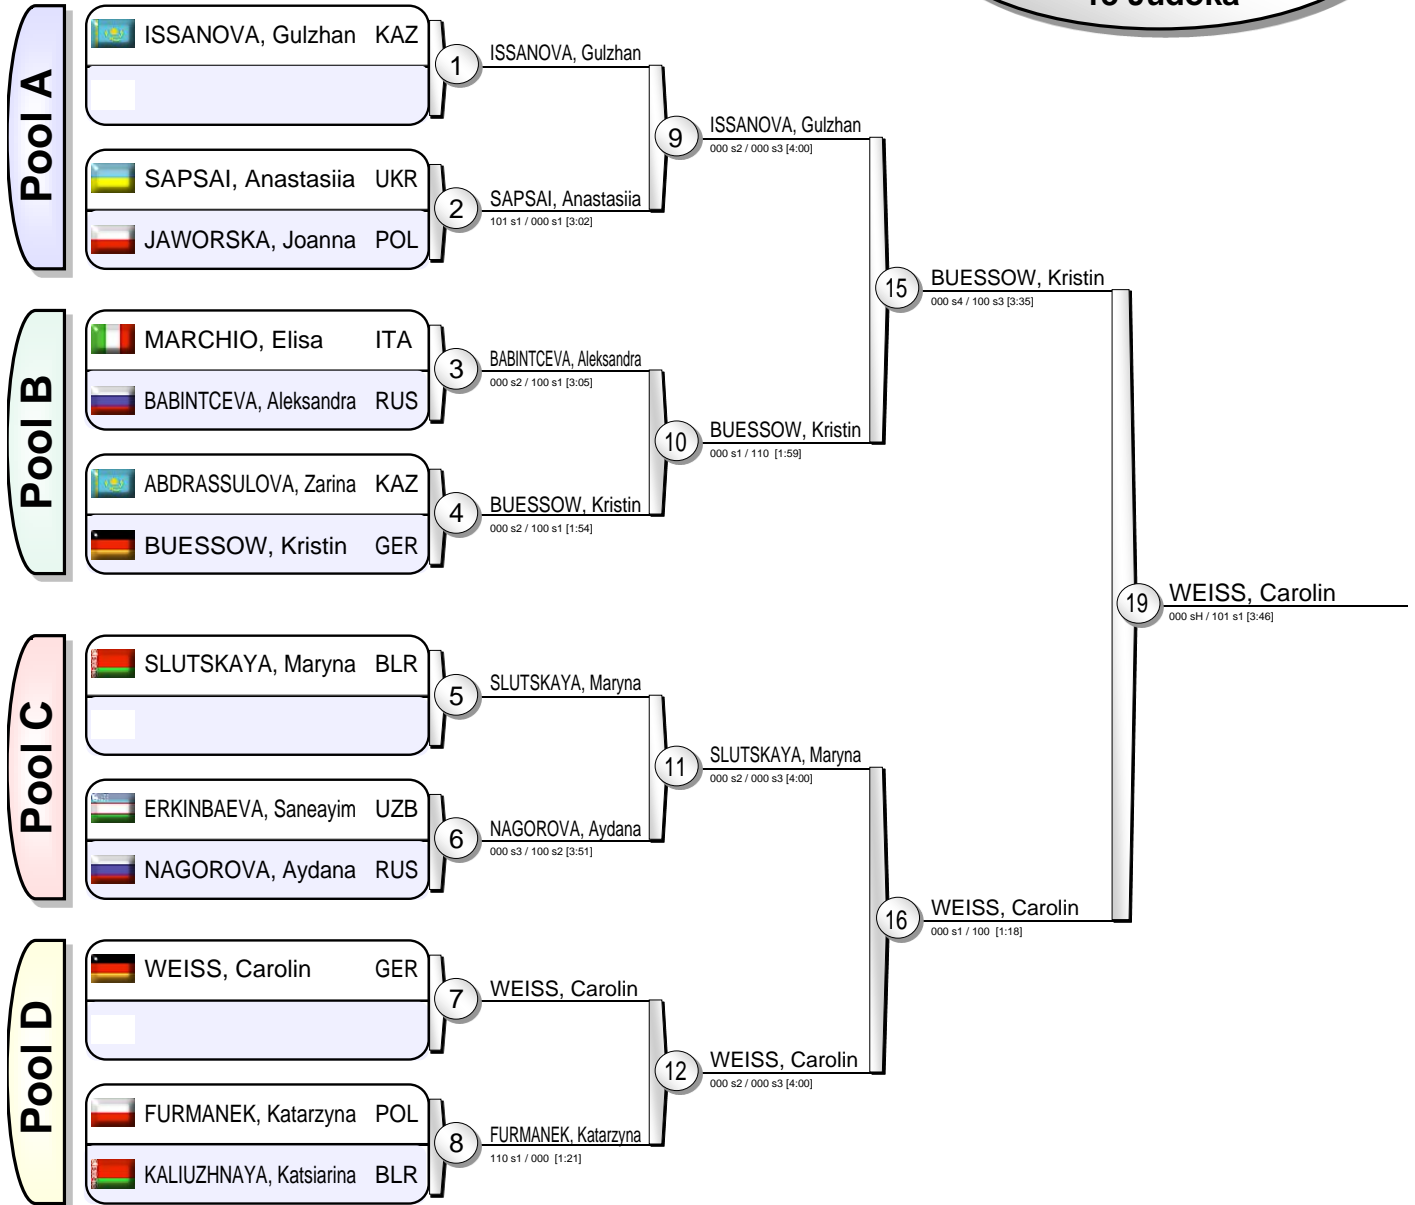 Pool A
ISSANOVA, Gulzhan KAZ
SAPSAI, Anastasiia UKR
JAWORSKA, Joanna POL
Pool B
MARCHIO, Elisa ITA
BABINTCEVA, Aleksandra RUS
ABDRASSULOVA, Zarina KAZ
BUESSOW, Kristin GER
Pool C
SLUTSKAYA, Maryna BLR
ERKINBAEVA, Saneayim UZB
NAGOROVA, Aydana RUS
Pool D
WEISS, Carolin GER
FURMANEK, Katarzyna POL
KALIUZHNAYA, Katsiarina BLR
1
ISSANOVA, Gulzhan
2
SAPSAI, Anastasiia
101 s1 / 000 s1 [3:02]
3
BABINTCEVA, Aleksandra
000 s2 / 100 s1 [3:05]
4
BUESSOW, Kristin
000 s2 / 100 s1 [1:54]
5
SLUTSKAYA, Maryna
6
NAGOROVA, Aydana
000 s3 / 100 s2 [3:51]
7
WEISS, Carolin
8
FURMANEK, Katarzyna
110 s1 / 000 [1:21]
9
ISSANOVA, Gulzhan
000 s2 / 000 s3 [4:00]
10
BUESSOW, Kristin
000 s1 / 110 [1:59]
11
SLUTSKAYA, Maryna
000 s2 / 000 s3 [4:00]
12
WEISS, Carolin
000 s2 / 000 s3 [4:00]
15
BUESSOW, Kristin
000 s4 / 100 s3 [3:35]
16
WEISS, Carolin
000 s1 / 100 [1:18]
19
WEISS, Carolin
000 sH / 101 s1 [3:46]